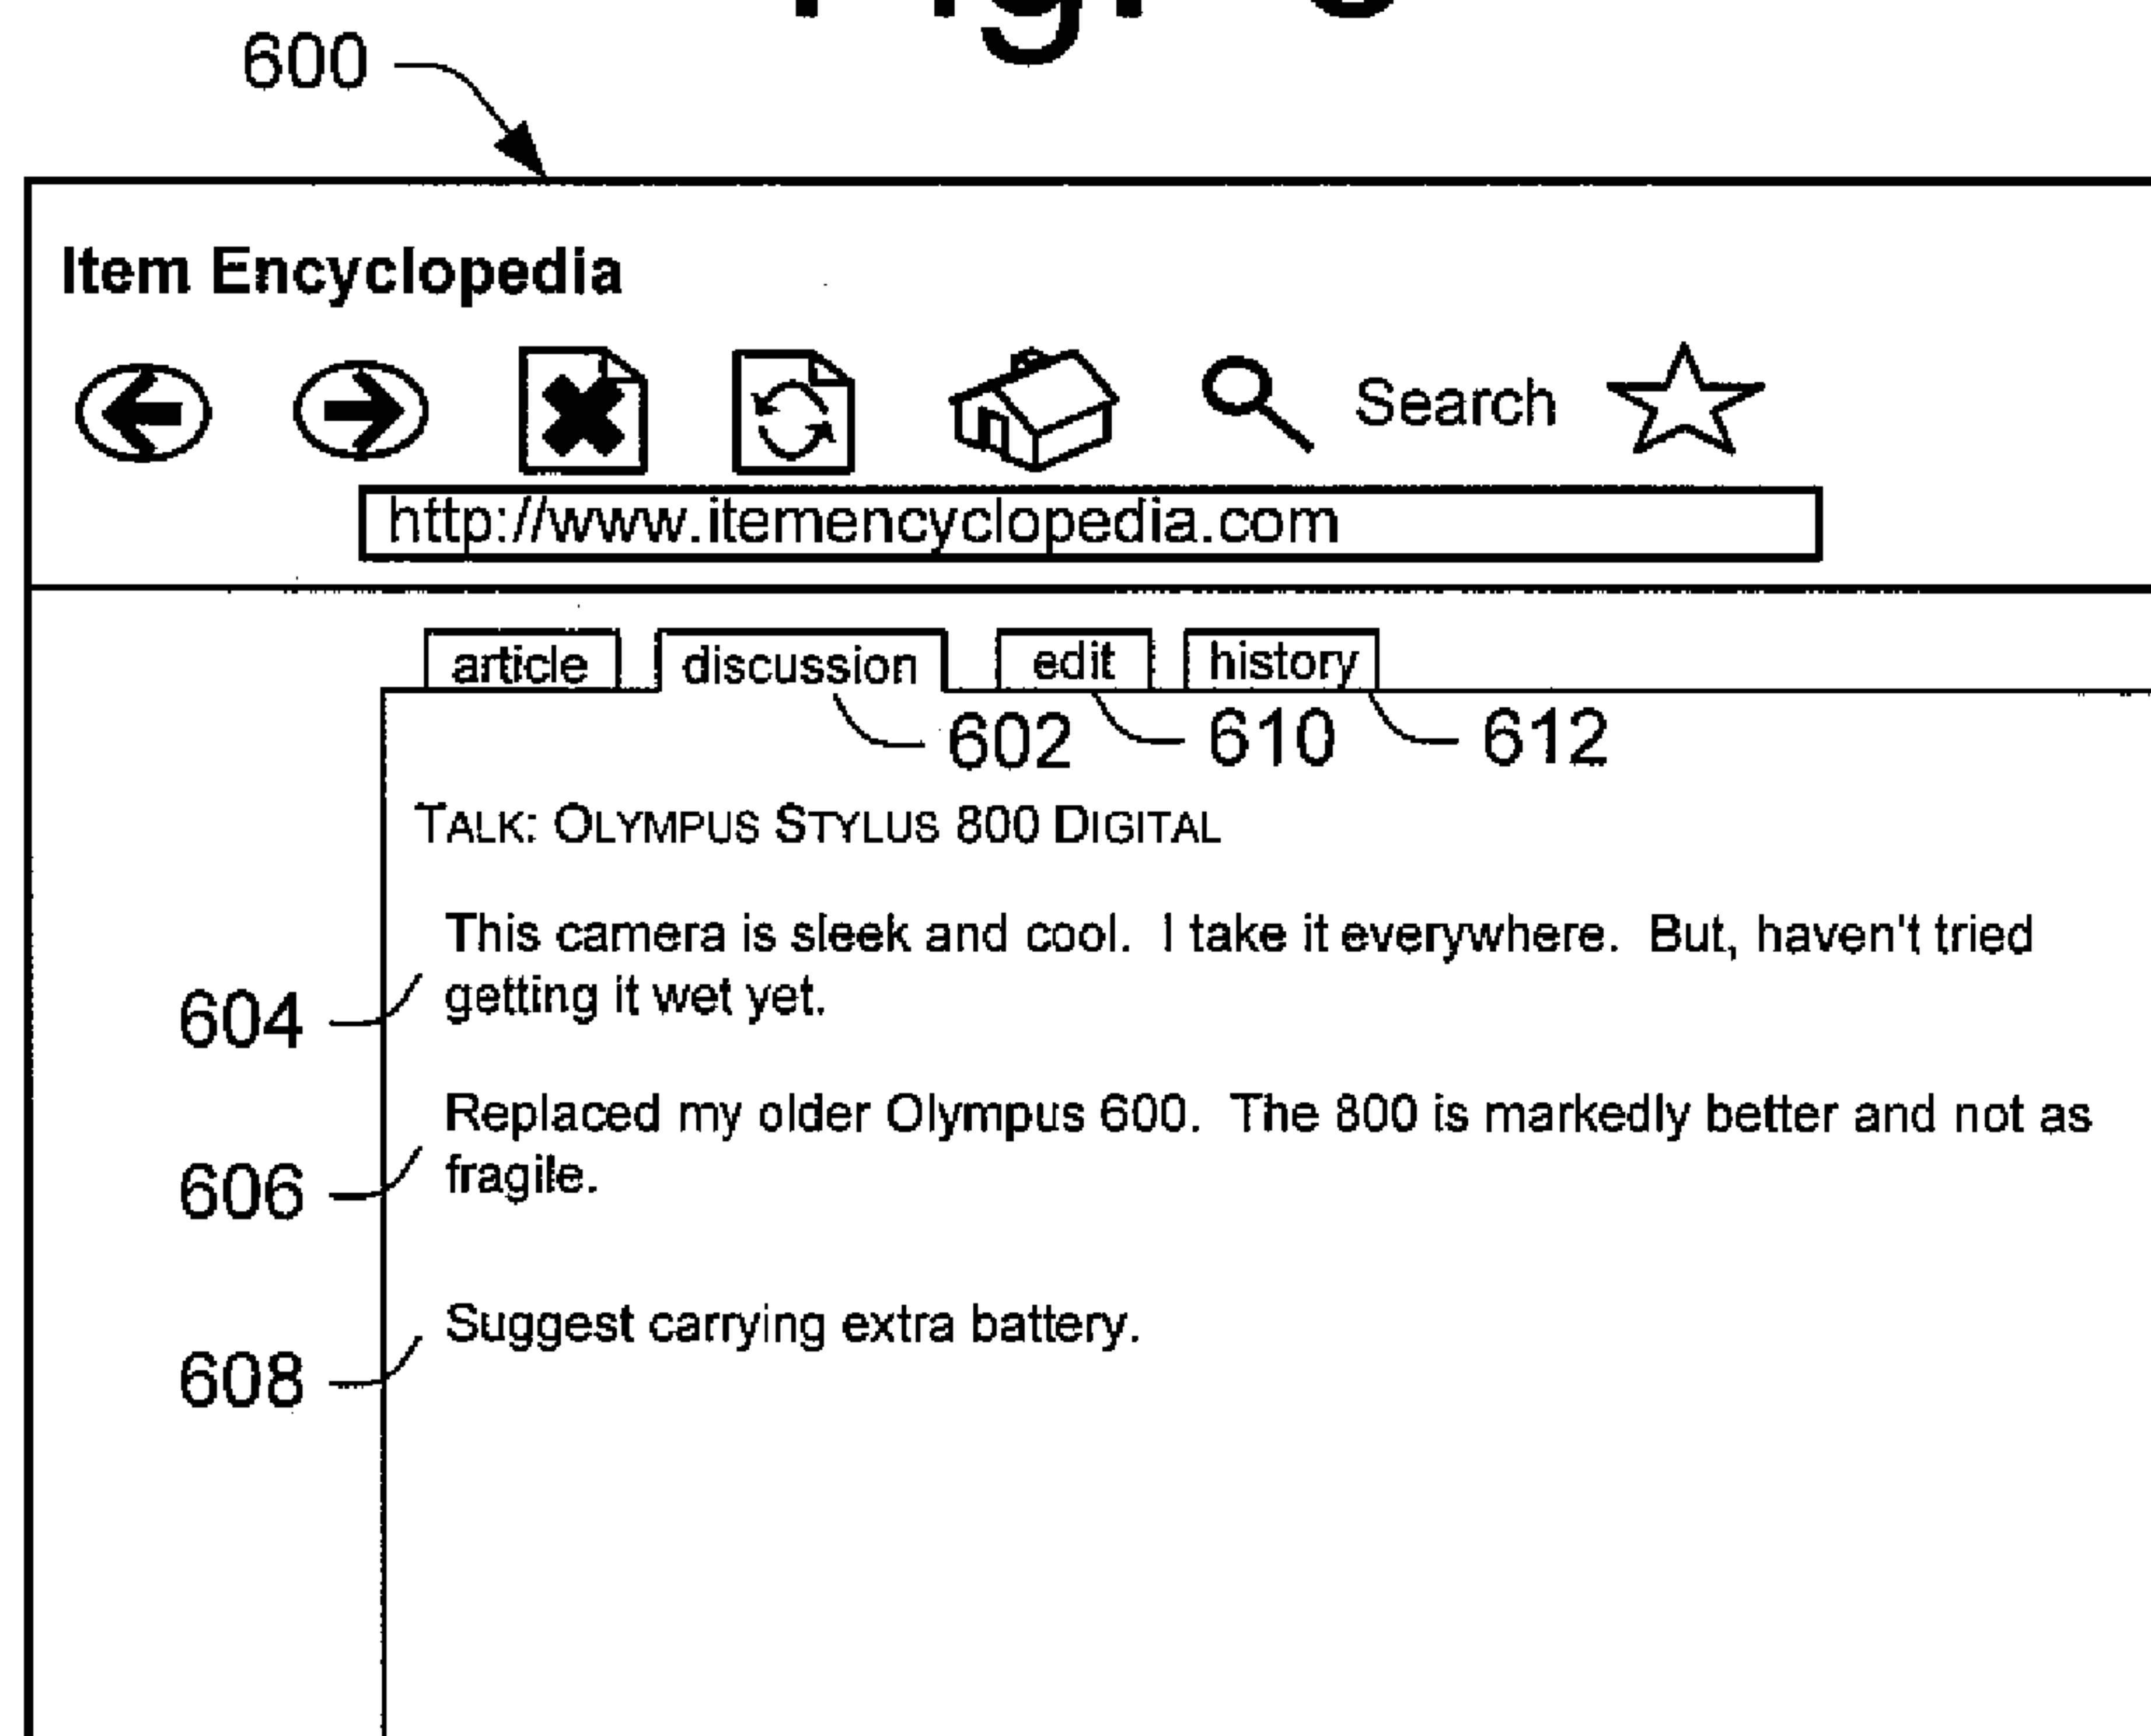 600
Item Encyclopedia
Search
http://www.itemencyclopedia.com
article discussion edit history
602 610 612
TALK: OLYMPUS STYLUS 800 DIGITAL
This camera is sleek and cool. I take it everywhere. But, haven't tried
getting it wet yet.
604
Replaced my older Olympus 600. The 800 is markedly better and not as
fragile.
606
Suggest carrying extra battery.
608